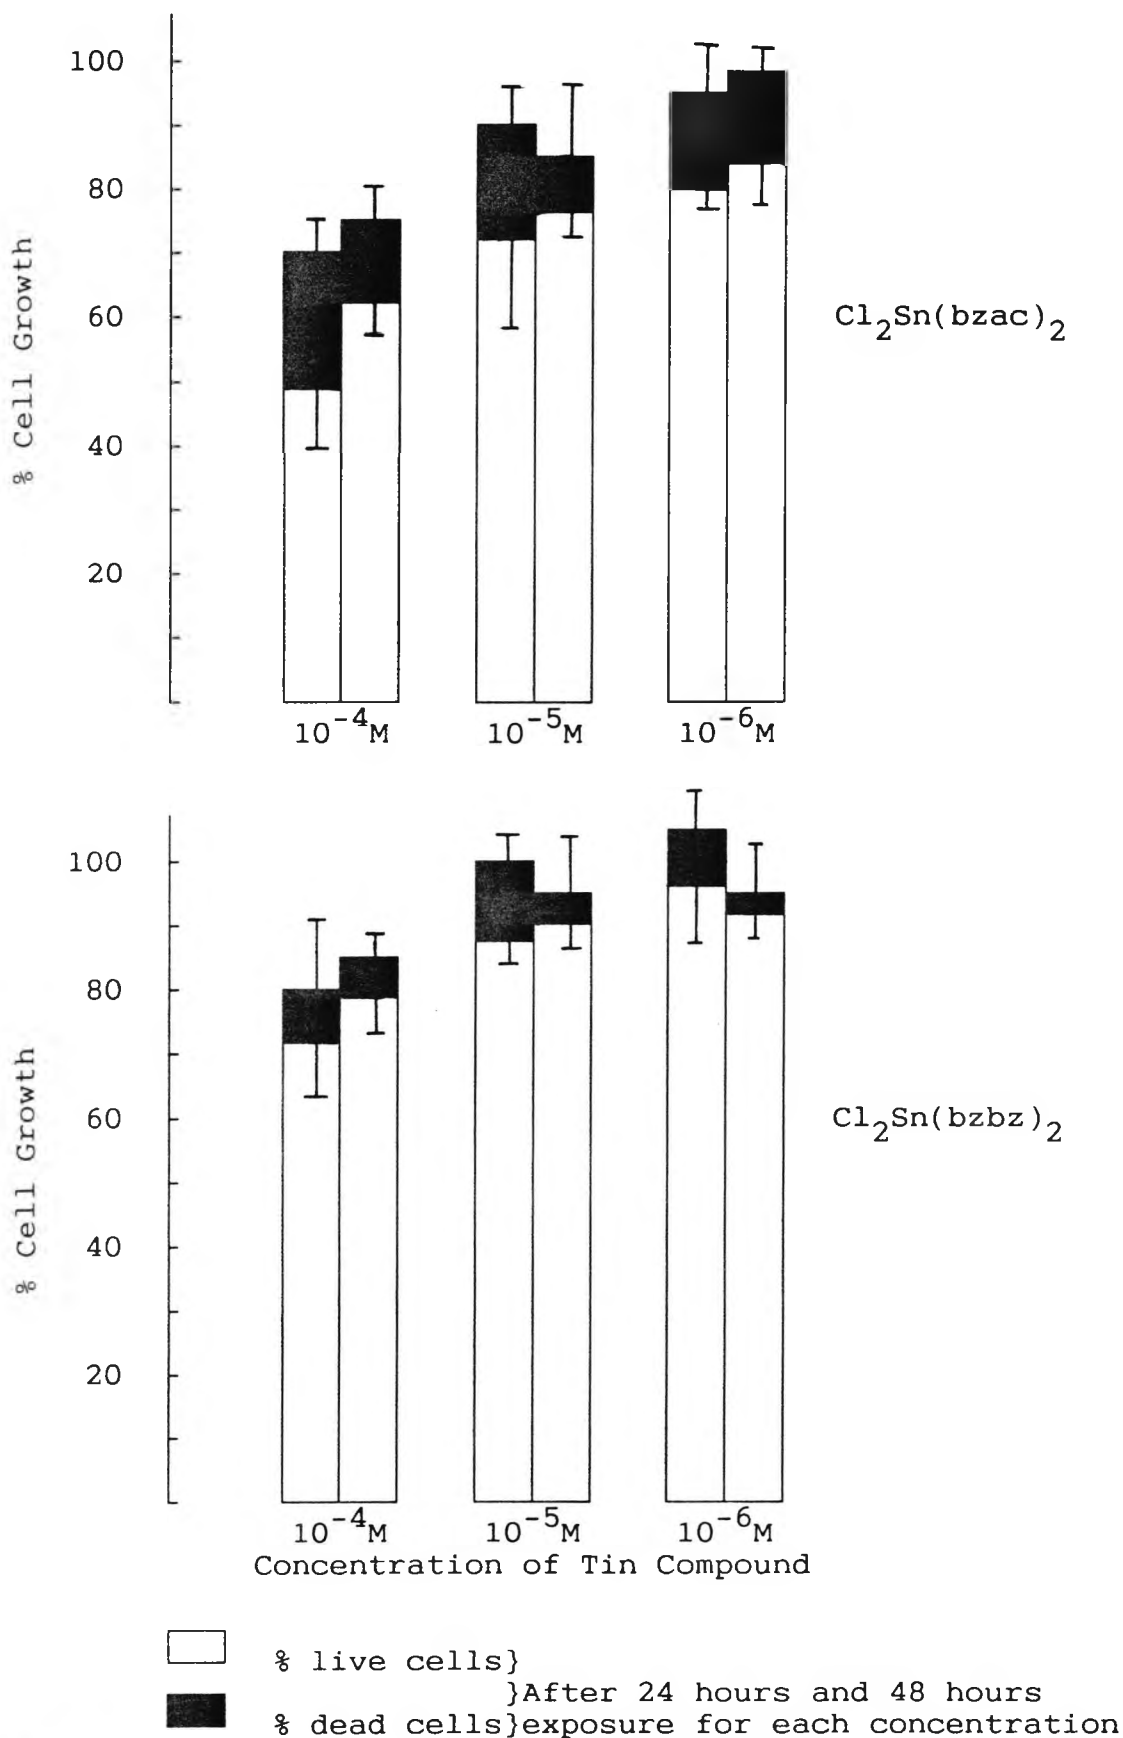 100
80
60
40
20
% Cell Growth
Cl₂Sn(bzac)₂
10⁻⁴M 10⁻⁵M 10⁻⁶M
100
80
60
40
20
% Cell Growth
Cl₂Sn(bzbz)₂
10⁻⁴M 10⁻⁵M 10⁻⁶M
Concentration of Tin Compound
% live cells}
}After 24 hours and 48 hours
% dead cells}exposure for each concentration